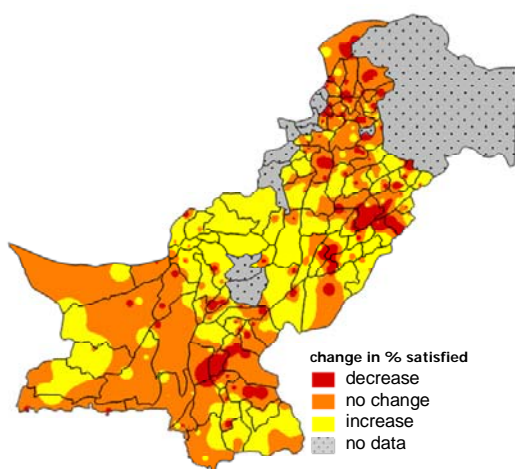 change in % satisfied
decrease
no change
increase
no data